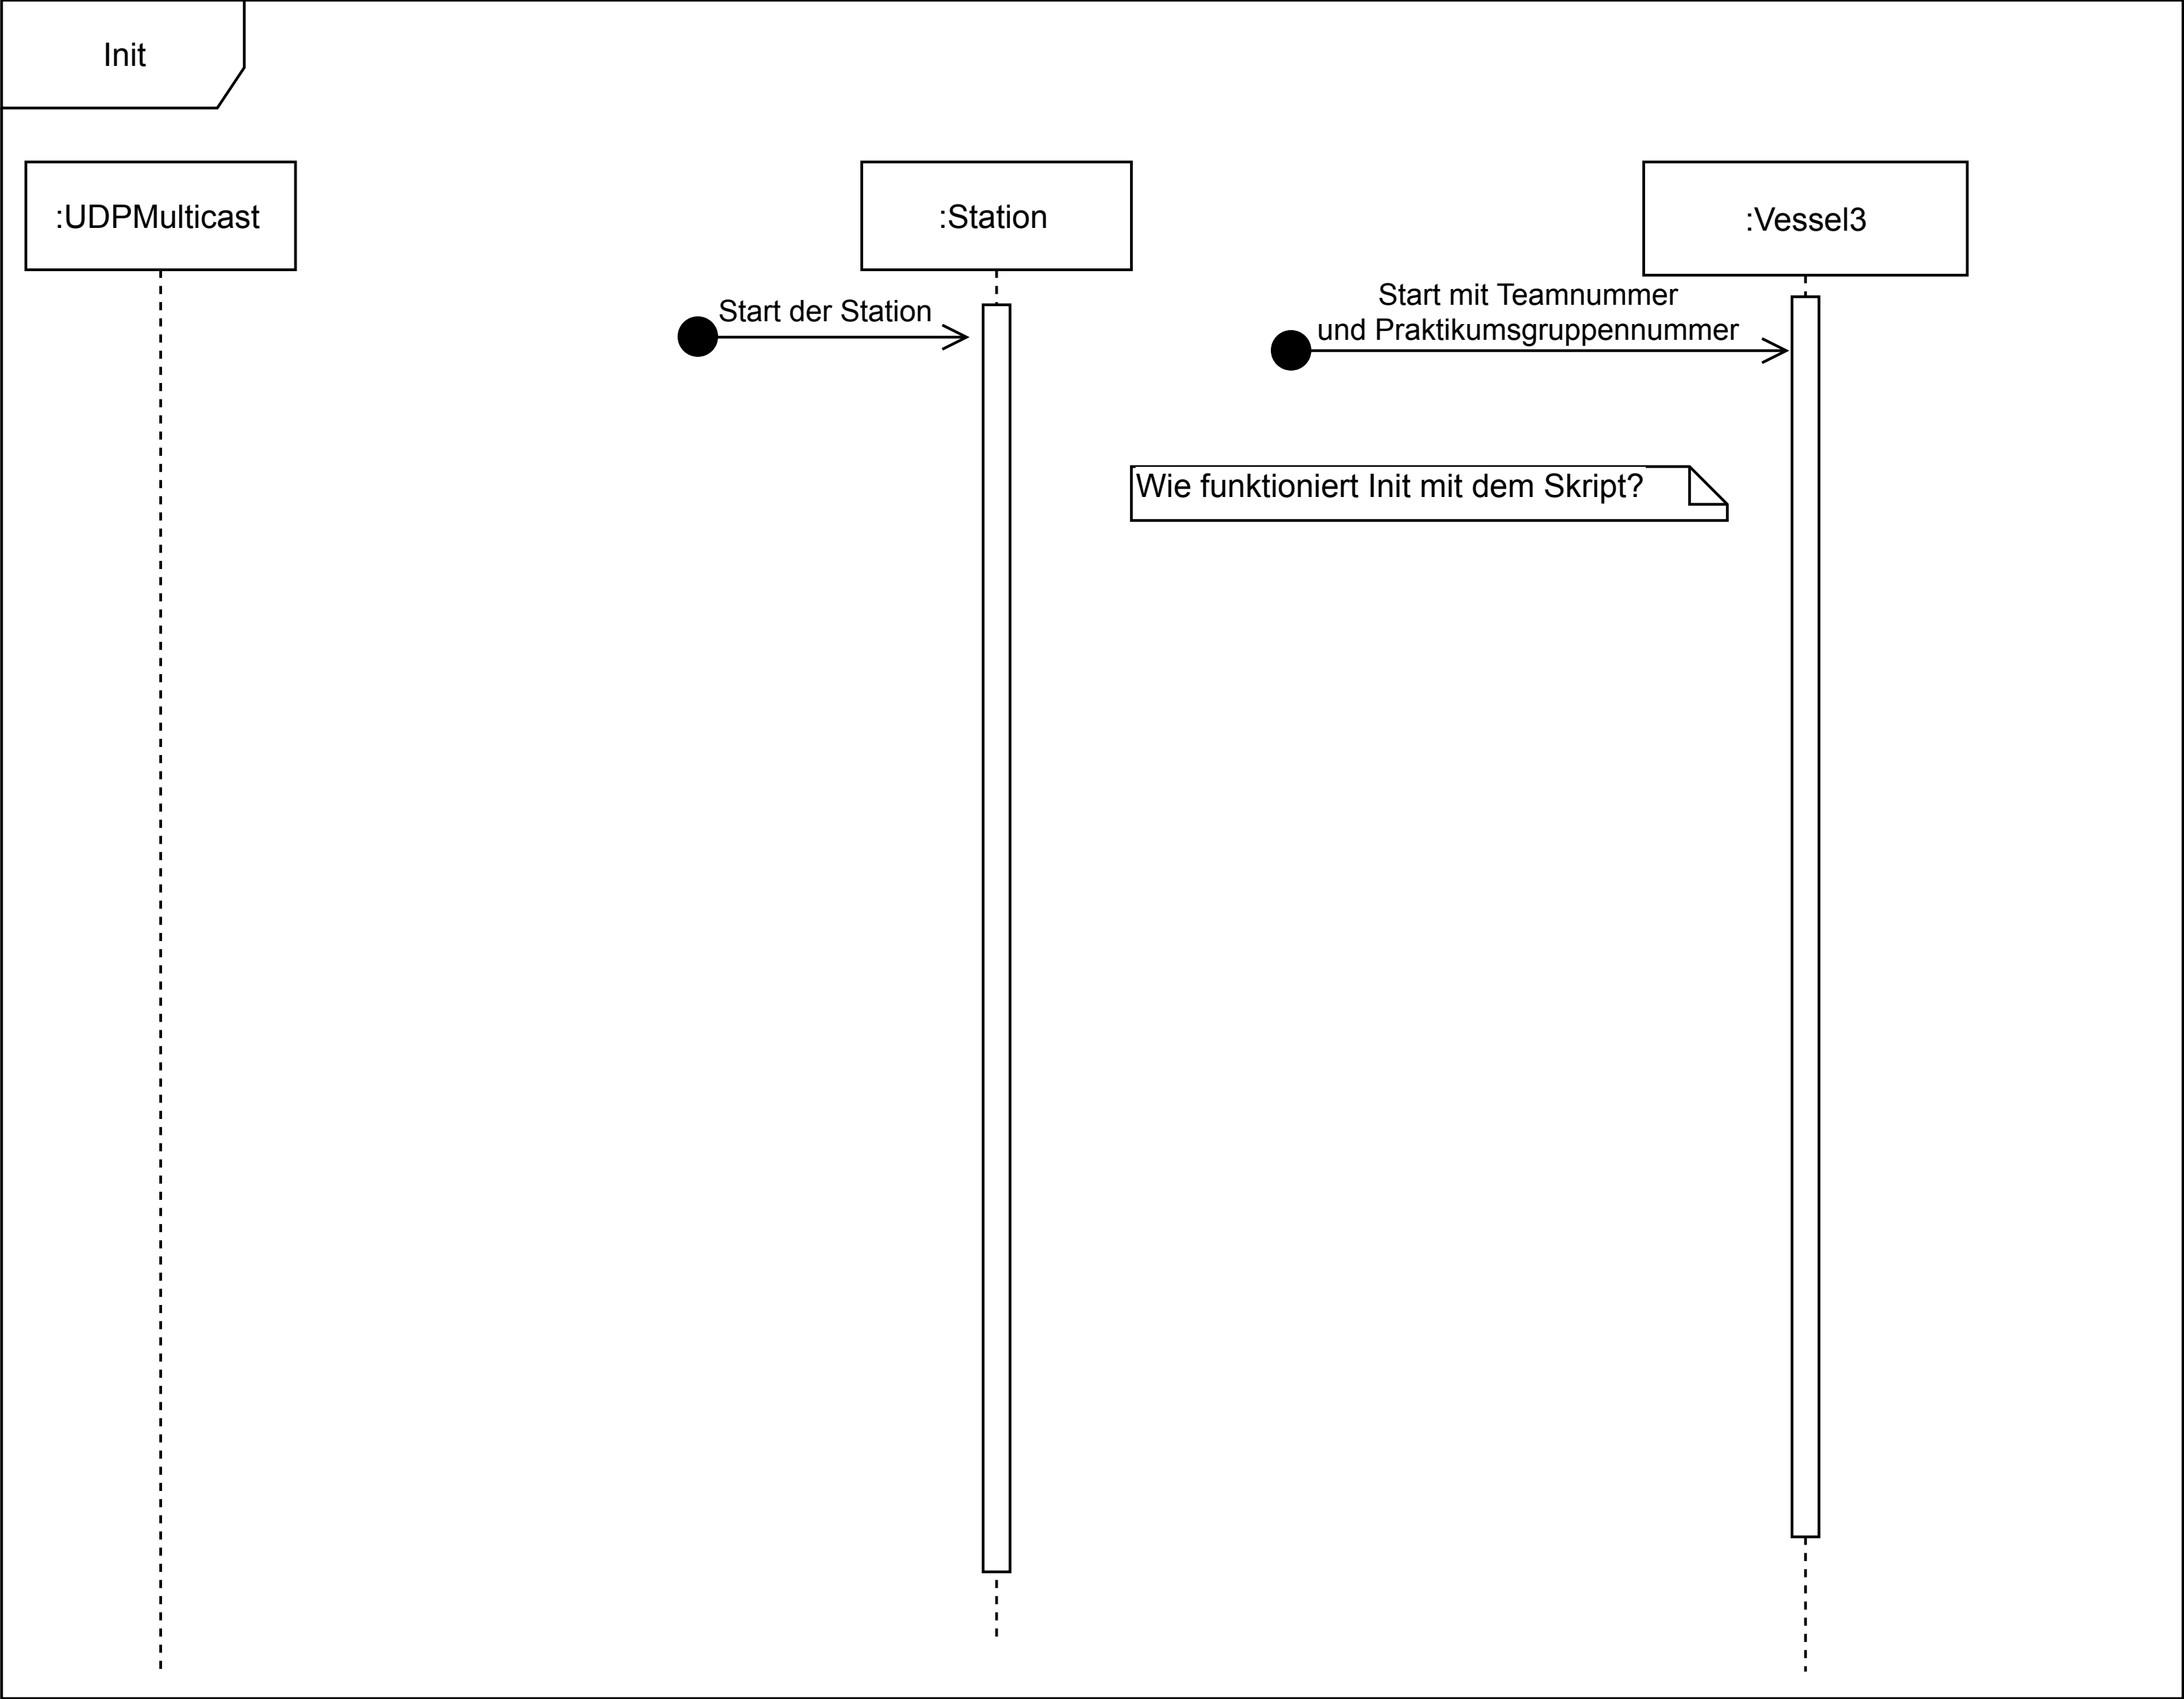 Init
:UDPMulticast
:Station
:Vessel3
Start der Station
Start mit Teamnummer
und Praktikumsgruppennummer
Wie funktioniert Init mit dem Skript?